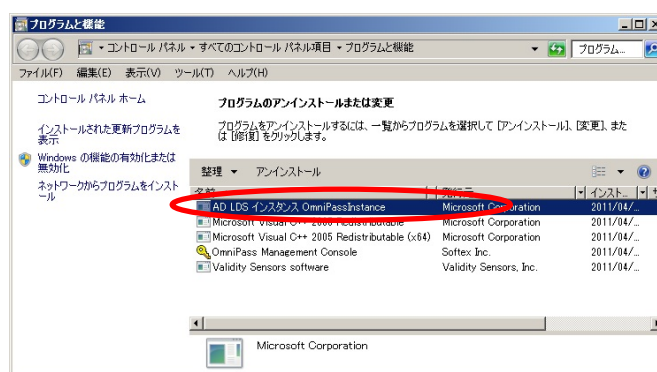 プログラムと機能
コントロール パネル ▸ すべてのコントロール パネル項目 ▸ プログラムと機能
プログラム...
ファイル(F) 編集(E) 表示(V) ツール(T) ヘルプ(H)
コントロール パネル ホーム
インストールされた更新プログラムを
表示
Windows の機能の有効化または
無効化
ネットワークからプログラムをインスト
ール
プログラムのアンインストールまたは変更
プログラムをアンインストールするには、一覧からプログラムを選択して [アンインストール]、[変更]、また
は [修復] をクリックします。
整理 アンインストール
名前 発行元 インスト...
AD LDS インスタンス OmniPassInstance Microsoft Corporation 2011/04/...
Microsoft Visual C++ 2005 Redistributable Microsoft Corporation 2011/04/...
Microsoft Visual C++ 2005 Redistributable (x64) Microsoft Corporation 2011/04/...
OmniPass Management Console Softex Inc. 2011/04/...
Validity Sensors software Validity Sensors, Inc. 2011/04/...
Microsoft Corporation